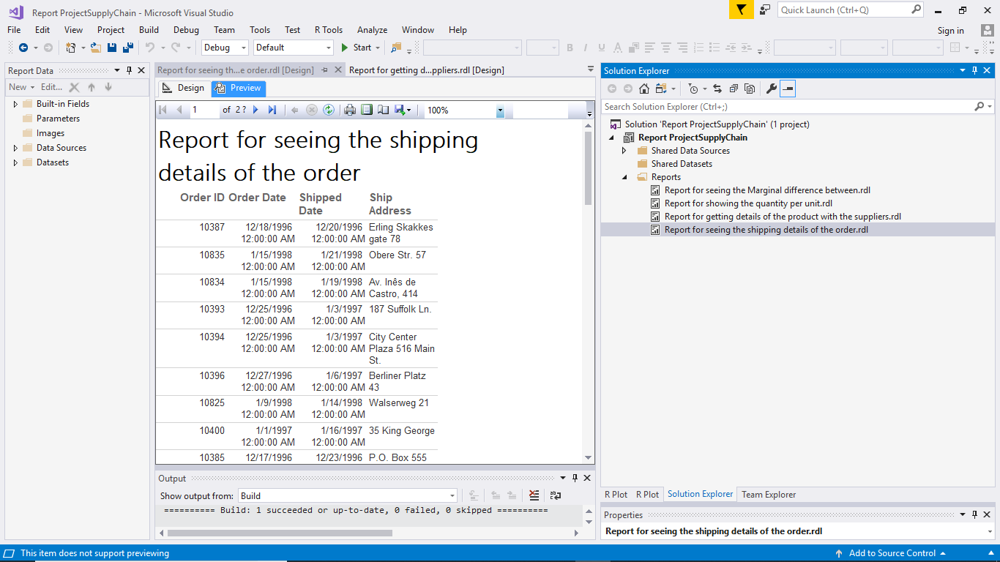 Report ProjectSupplyChain - Microsoft Visual Studio
Quick Launch (Ctrl+Q)
File Edit View Project Build Debug Team Tools Test R Tools Analyze Window Help
Sign in
Debug Default Start
Report Data
New Edit...
Built-in Fields
Parameters
Images
Data Sources
Datasets
Report for seeing th...e order.rdl [Design] Report for getting d...ppliers.rdl [Design]
Design Preview
1 of 2 ? 100%
Report for seeing the shipping
details of the order
Order ID Order Date Shipped Date Ship Address
10387 12/18/1996 12/20/1996 Erling Skakkes
12:00:00 AM 12:00:00 AM gate 78
10835 1/15/1998 1/21/1998 Obere Str. 57
12:00:00 AM 12:00:00 AM
10834 1/15/1998 1/19/1998 Av. Inês de
12:00:00 AM 12:00:00 AM Castro, 414
10393 12/25/1996 1/3/1997 187 Suffolk Ln.
12:00:00 AM 12:00:00 AM
10394 12/25/1996 1/3/1997 City Center
12:00:00 AM 12:00:00 AM Plaza 516 Main
St.
10396 12/27/1996 1/6/1997 Berliner Platz
12:00:00 AM 12:00:00 AM 43
10825 1/9/1998 1/14/1998 Walserweg 21
12:00:00 AM 12:00:00 AM
10400 1/1/1997 1/16/1997 35 King George
12:00:00 AM 12:00:00 AM
10385 12/17/1996 12/23/1996 P.O. Box 555
Output
Show output from: Build
========== Build: 1 succeeded or up-to-date, 0 failed, 0 skipped ==========
Solution Explorer
Search Solution Explorer (Ctrl+;)
Solution 'Report ProjectSupplyChain' (1 project)
Report ProjectSupplyChain
Shared Data Sources
Shared Datasets
Reports
Report for seeing the Marginal difference between.rdl
Report for showing the quantity per unit.rdl
Report for getting details of the product with the suppliers.rdl
Report for seeing the shipping details of the order.rdl
R Plot R Plot Solution Explorer Team Explorer
Properties
Report for seeing the shipping details of the order.rdl
This item does not support previewing
Add to Source Control